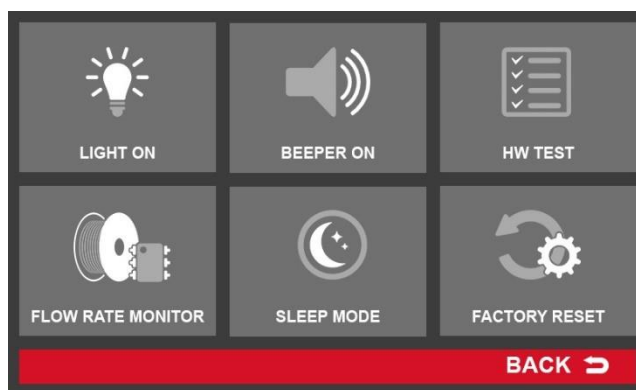 LIGHT ON
BEEPER ON
HW TEST
FLOW RATE MONITOR
SLEEP MODE
FACTORY RESET
BACK